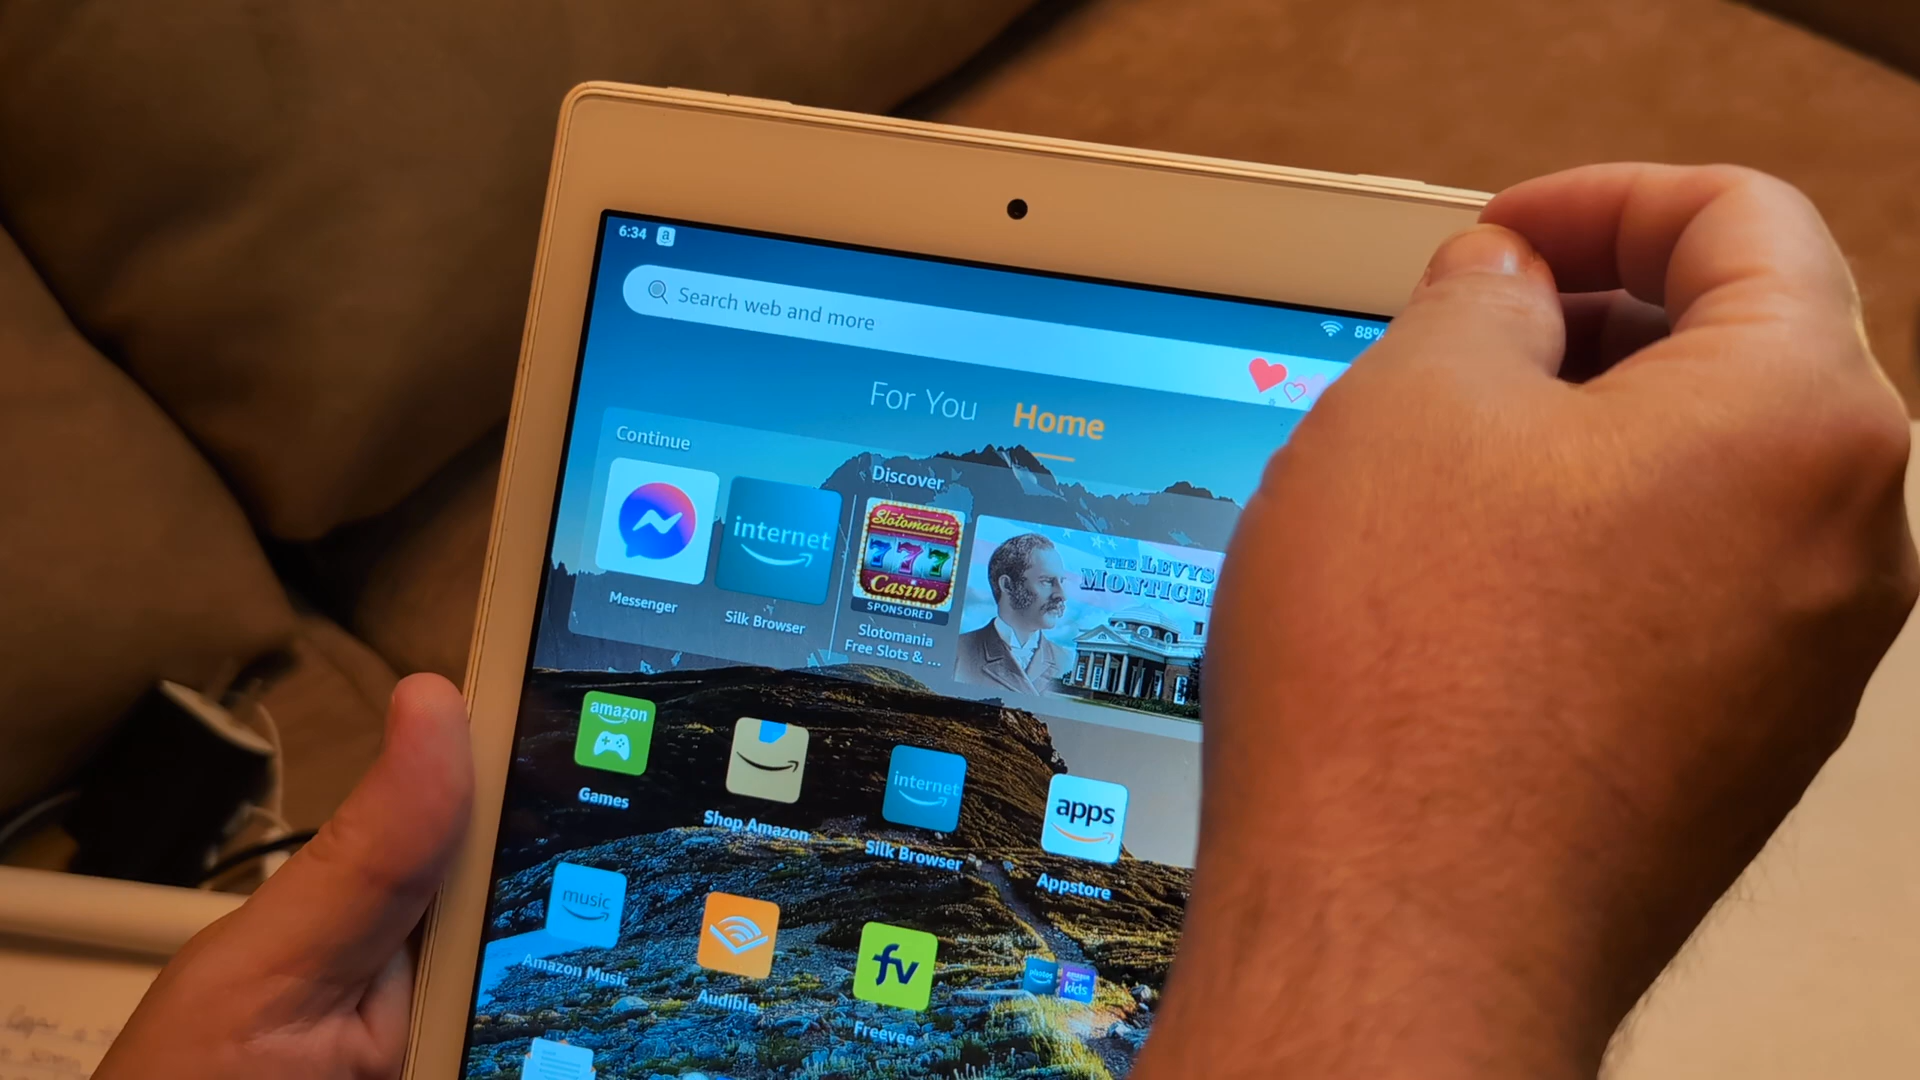 6:34
88%
Search web and more
For You
Home
Continue
Discover
internet
Slotomania
777
Casino
SPONSORED
THE LEVYS
Messenger
Silk Browser
Slotomania
Free Slots & ...
amazon
Games
Shop Amazon
internet
Silk Browser
apps
Appstore
music
Amazon Music
Audible
fv
Freevee
photos
amazon
kids